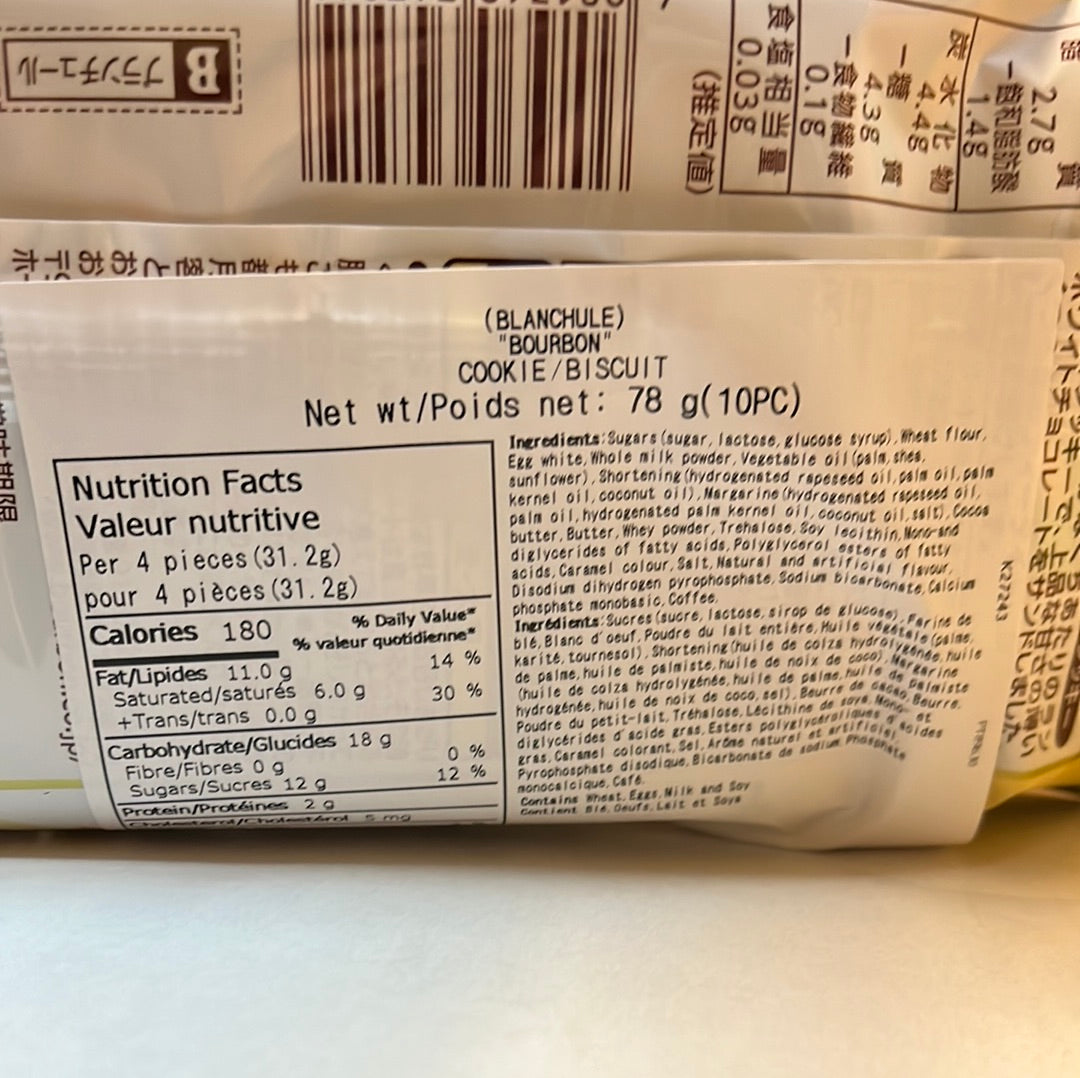 ブランチュール
B
質
2.7g
一飽和脂肪酸
1.4g
炭水化物
4.4g
一糖質
4.3g
一食物繊維
0.1g
食塩相当量
0.03g
(推定値)
(BLANCHULE)
"BOURBON"
COOKIE/BISCUIT
Net wt/Poids net: 78 g(10PC)
Nutrition Facts
Valeur nutritive
Per 4 pieces(31.2g)
pour 4 pièces(31.2g)
% Daily Value*
Calories 180
% valeur quotidienne*
Fat/Lipides 11.0 g 14 %
Saturated/saturés 6.0 g
+Trans/trans 0.0 g 30 %
Carbohydrate/Glucides 18 g
Fibre/Fibres 0 g 0 %
Sugars/Sucres 12 g 12 %
Protein/Protéines 2 g
Cholesterol/Cholestérol 5 mg
Ingredients:Sugars(sugar, lactose, glucose syrup), Wheat flour,
Egg white, Whole milk powder, Vegetable oil(palm, shea,
sunflower), Shortening(hydrogenated rapeseed oil, palm oil, palm
kernel oil, coconut oil), Margarine(hydrogenated rapeseed oil,
palm oil, hydrogenated palm kernel oil, coconut oil, salt), Cocoa
butter, Butter, Whey powder, Trehalose, Soy lecithin, Mono-and
diglycerides of fatty acids, Polyglycerol esters of fatty
acids, Caramel colour, Salt, Natural and artificial flavour,
Disodium dihydrogen pyrophosphate, Sodium bicarbonate, Calcium
phosphate monobasic, Coffee.
Ingrédients:Sucres(sucre, lactose, sirop de glucose), Farine de
blé, Blanc d'oeuf, Poudre du lait entière, Huile végétale(palme,
karité, tournesol), Shortening(huile de colza hydrolygénée, huile
de palme, huile de palmiste, huile de noix de coco), Margarine
(huile de colza hydrolygénée, huile de palme, huile de palmiste
hydrogénée, huile de noix de coco, sel), Beurre de cacao, Beurre,
Poudre du petit-lait, Tréhalose, Lécithine de soya, Mono- et
diglycérides d'acide gras, Esters polyglycéroliques d'acides
gras, Caramel colorant, Sel, Arôme naturel et artificiel,
Pyrophosphate disodique, Bicarbonate de sodium, Phosphate
monocalcique, Café.
Contains Wheat, Eggs, Milk and Soy
Contient Blé, Oeufs, Lait et Soya
K27243